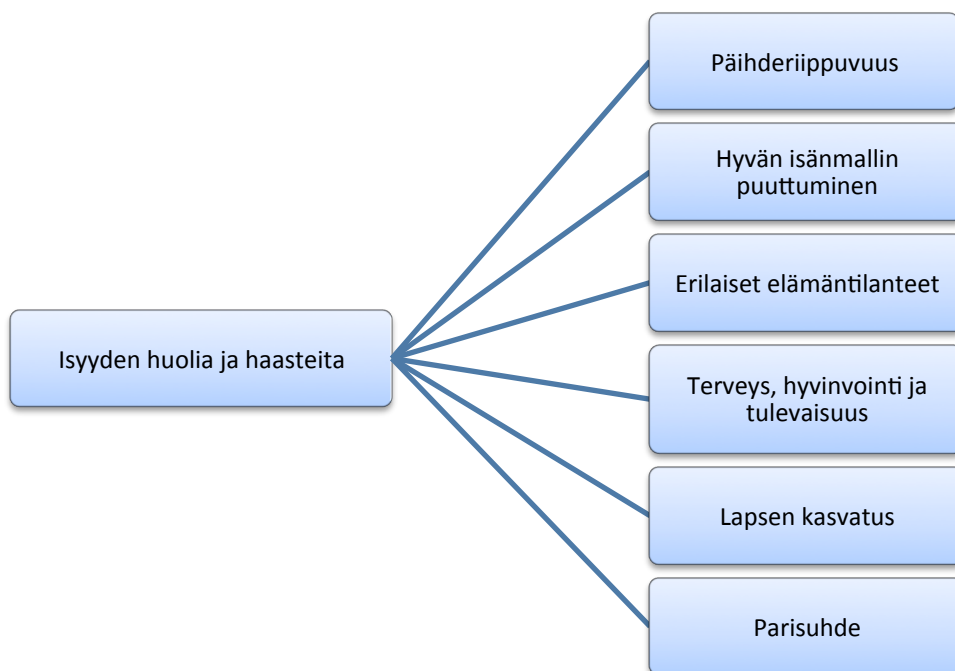 Päihderiippuvuus
Hyvän isänmallin
puuttuminen
Erilaiset elämäntilanteet
Isyyden huolia ja haasteita
Terveys, hyvinvointi ja
tulevaisuus
Lapsen kasvatus
Parisuhde